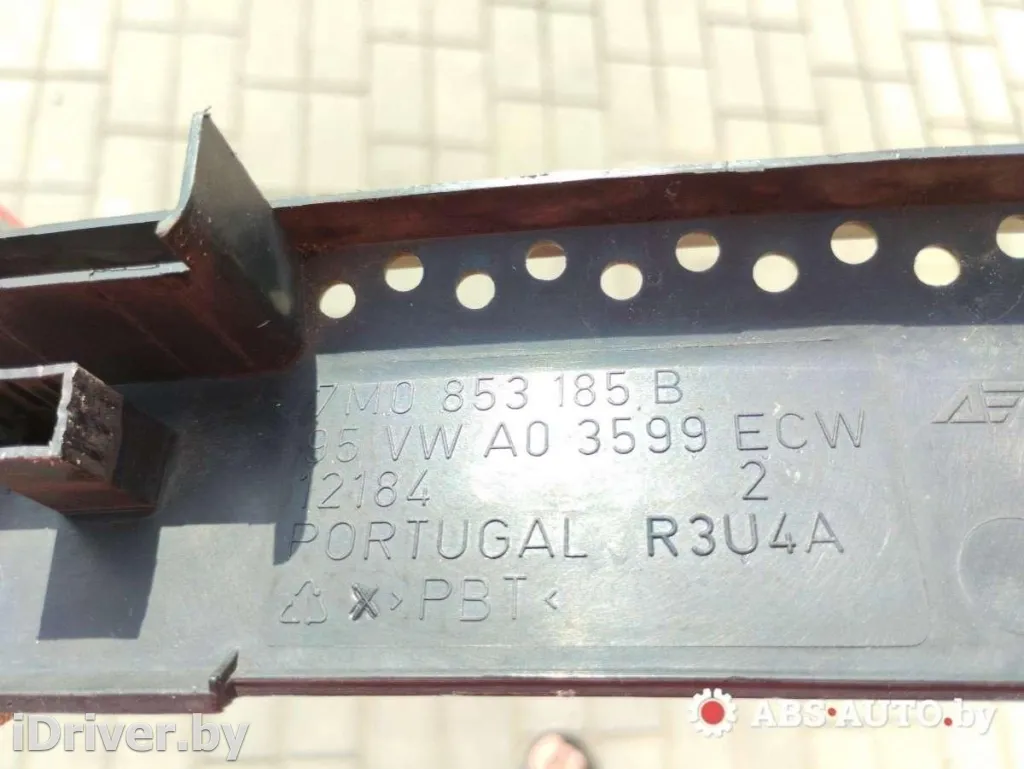 7M0 853 185 B
95 VW A0 3599 ECW
12184 2
PORTUGAL R3U4A
X >PBT<
iDriver.by
ABS-AUTO.by